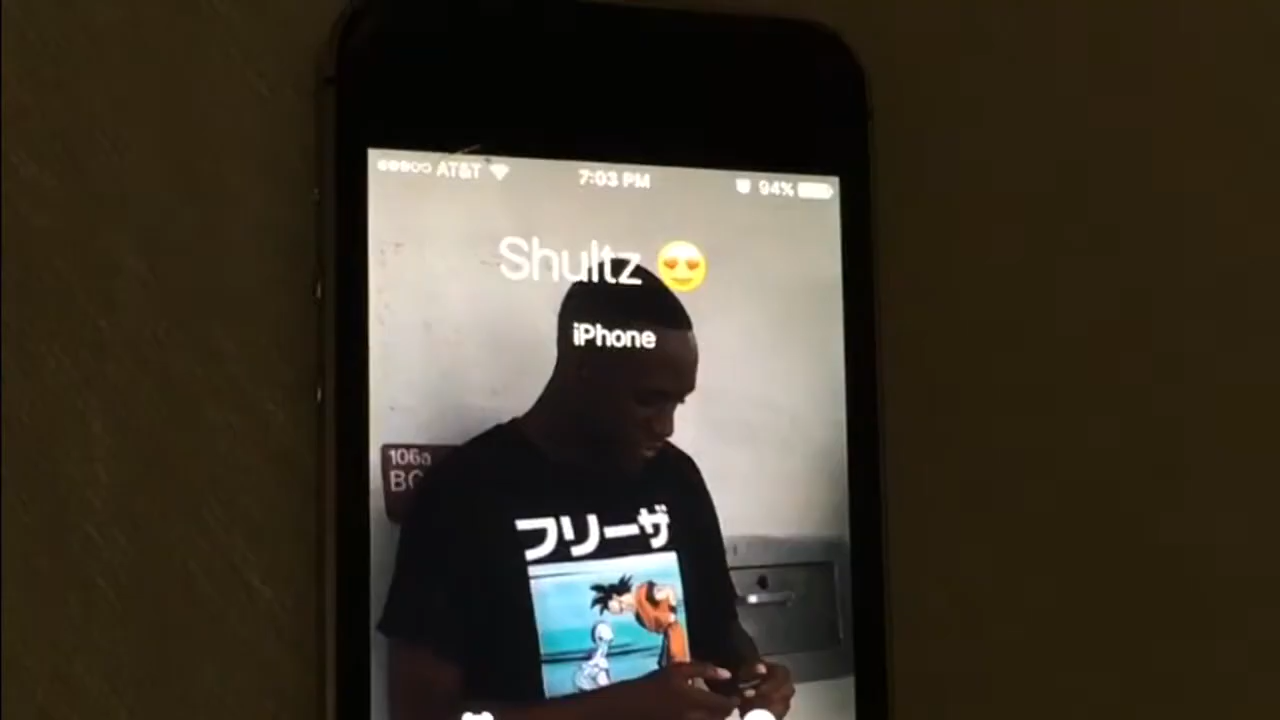 AT&T 7:03 PM 94%
Shultz 😍
iPhone
106a
BO
フリーザ